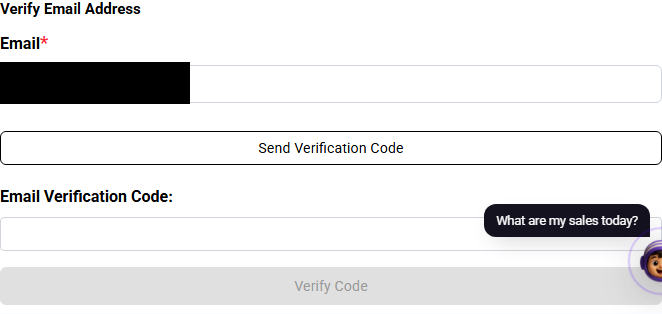 Verify Email Address
Email*
Send Verification Code
Email Verification Code:
What are my sales today?
Verify Code